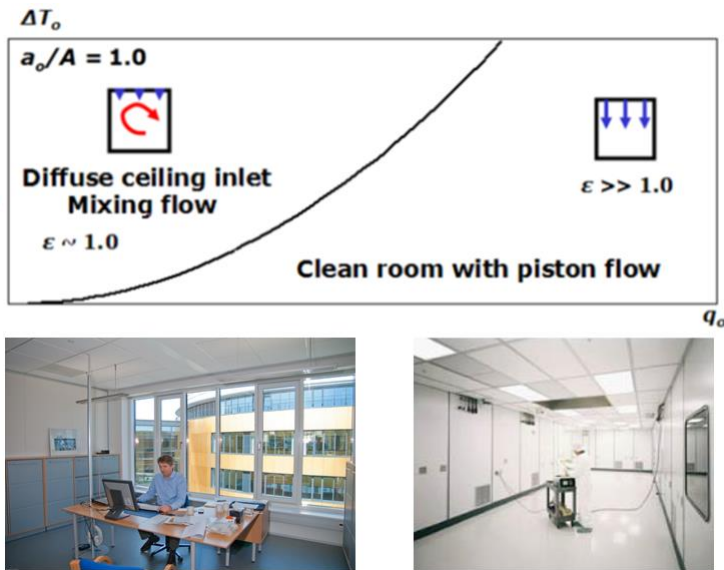 ΔTₒ
aₒ/A = 1.0
Diffuse ceiling inlet
Mixing flow
ε ~ 1.0
ε >> 1.0
Clean room with piston flow
qₒ